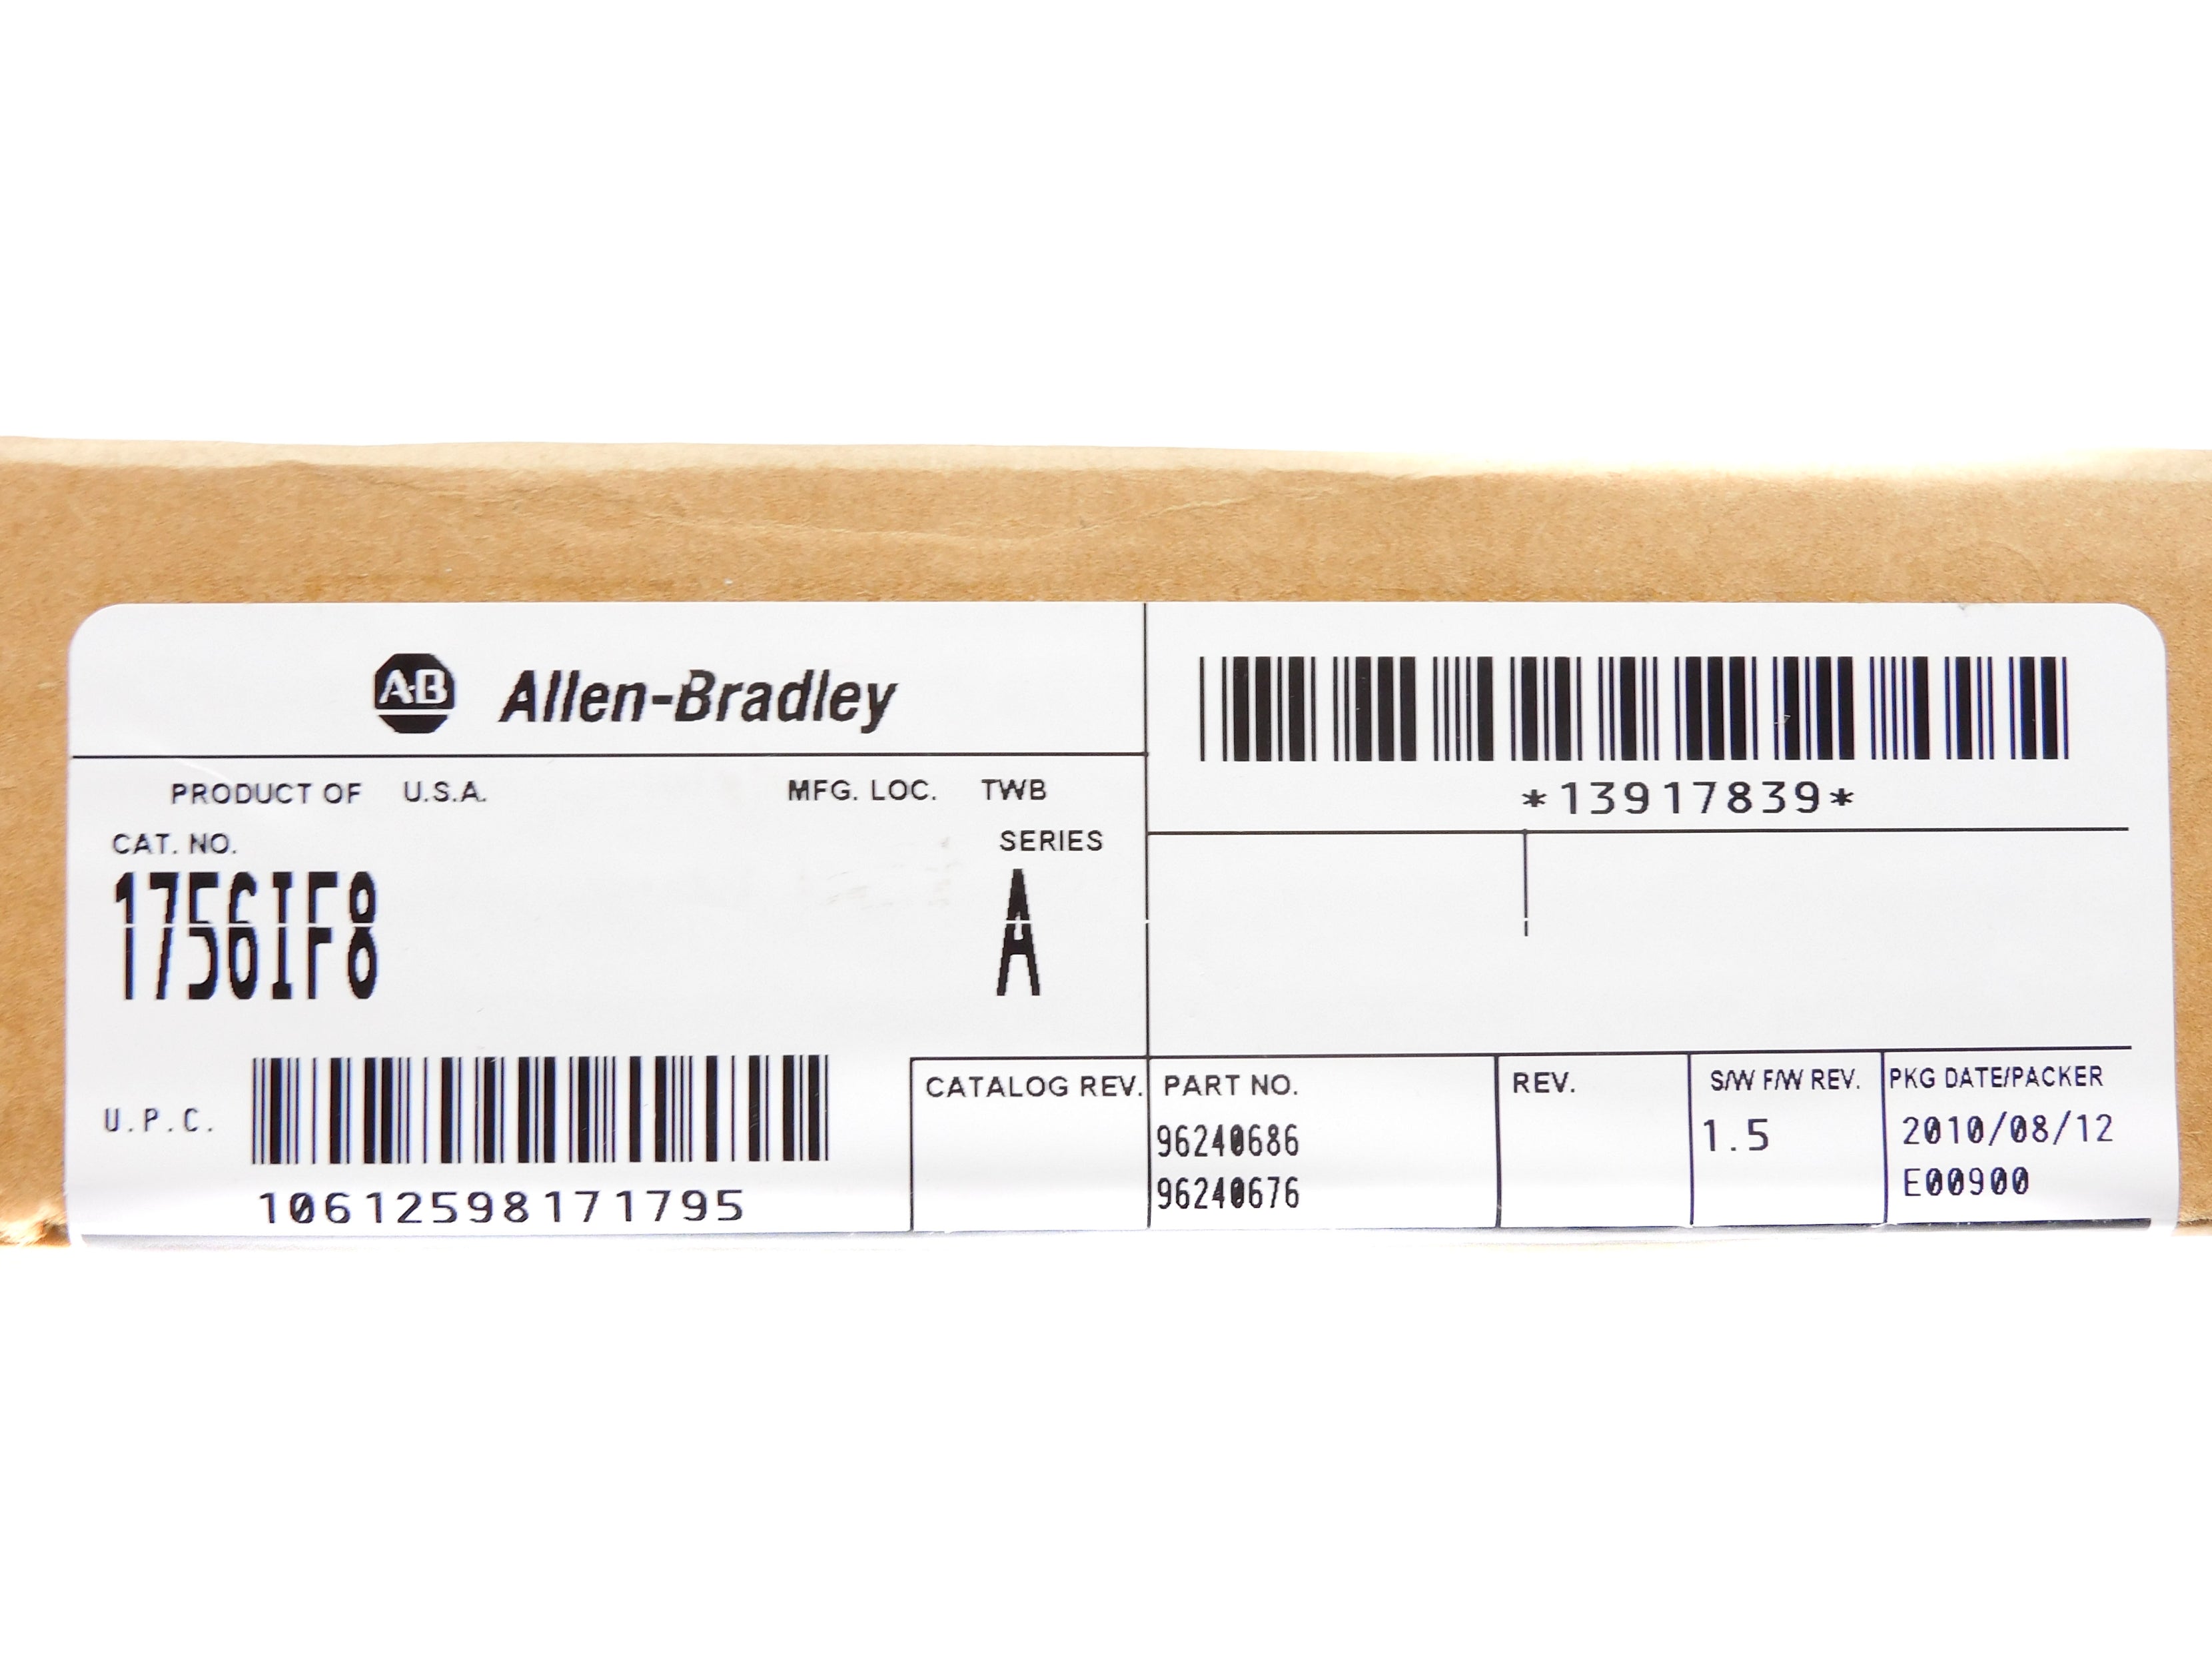 A-B Allen-Bradley
PRODUCT OF U.S.A. MFG. LOC. TWB
CAT. NO. SERIES
1756IF8 A
U.P.C.
10612598171795
*13917839*
CATALOG REV. PART NO. REV. S/W F/W REV. PKG DATE/PACKER
96240686 1.5 2010/08/12
96240676 E00900